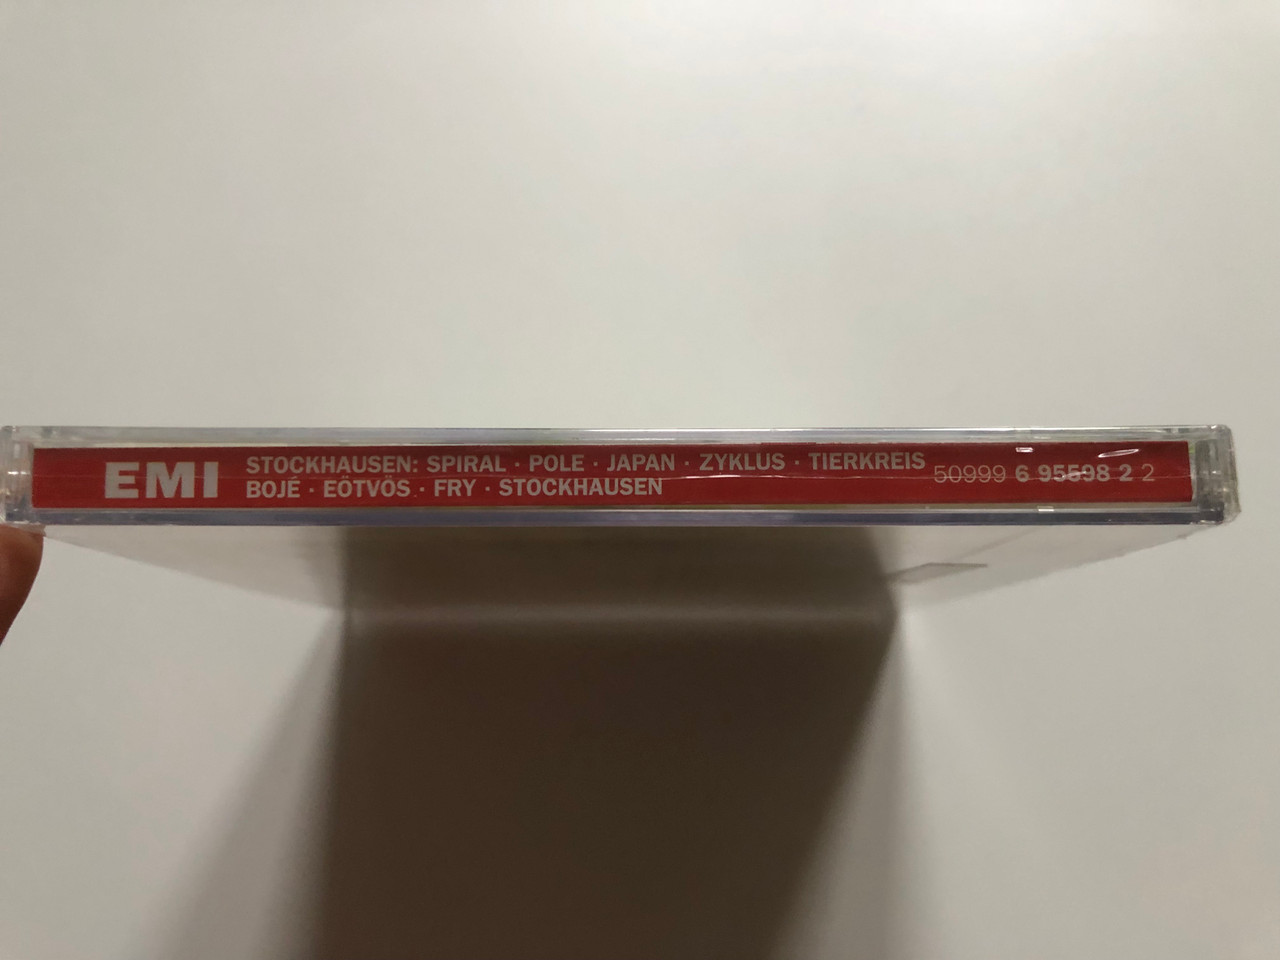 EMI
STOCKHAUSEN: SPIRAL · POLE · JAPAN · ZYKLUS · TIERKREIS
BOJÉ · EÖTVÖS · FRY · STOCKHAUSEN
50999 6 95598 2 2